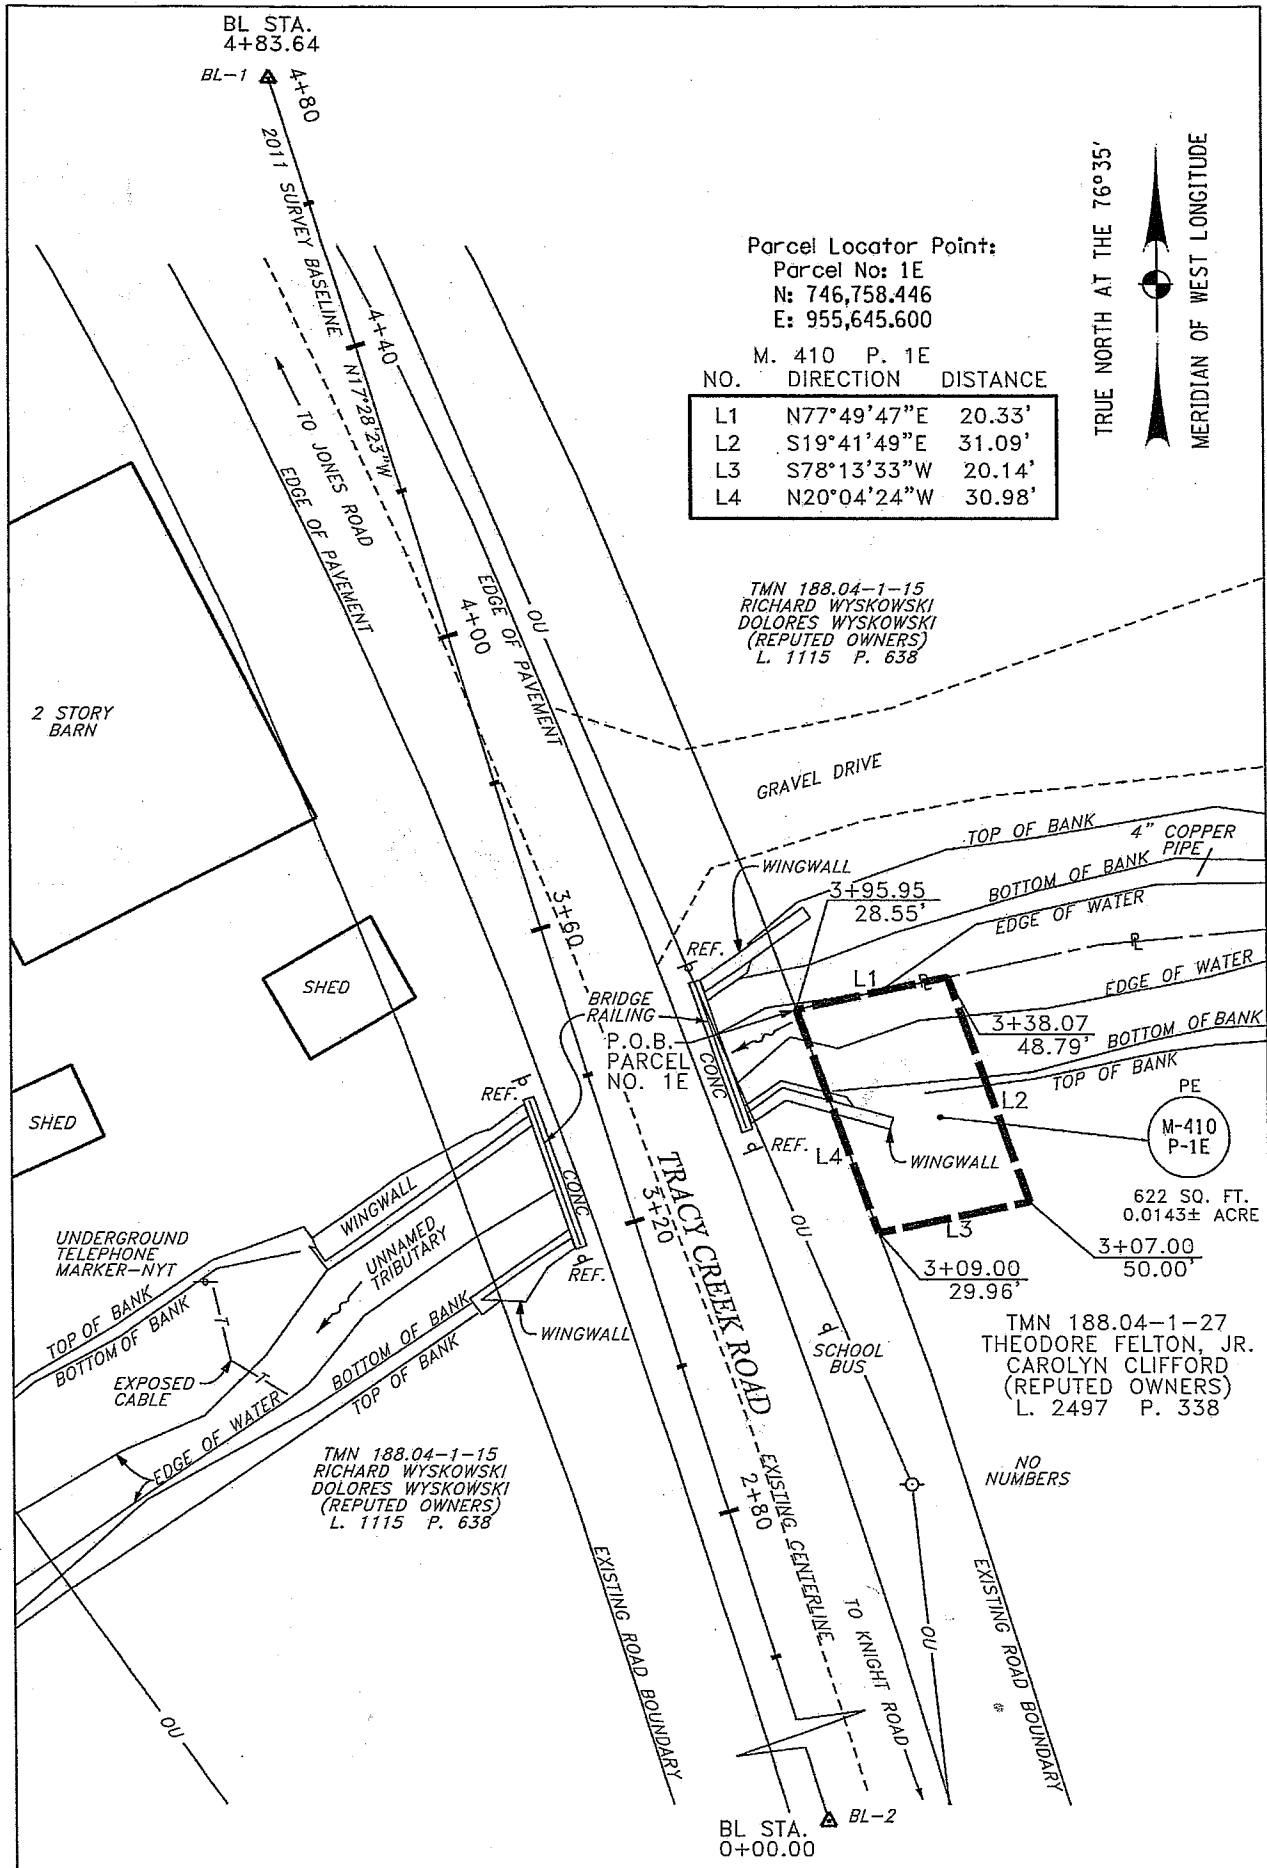 BL STA.
4+83.64
BL-1
4+80
2011 SURVEY BASELINE
N17°28'23"W
4+40
TO JONES ROAD
EDGE OF PAVEMENT
Parcel Locator Point:
Parcel No: 1E
N: 746,758.446
E: 955,645.600
M. 410 P. 1E
NO. DIRECTION DISTANCE
L1 N77°49'47"E 20.33'
L2 S19°41'49"E 31.09'
L3 S78°13'33"W 20.14'
L4 N20°04'24"W 30.98'
TRUE NORTH AT THE 76°35'
MERIDIAN OF WEST LONGITUDE
TMN 188.04-1-15
RICHARD WYSKOWSKI
DOLORES WYSKOWSKI
(REPUTED OWNERS)
L. 1115 P. 638
OU
EDGE OF PAVEMENT
4+00
2 STORY
BARN
GRAVEL DRIVE
TOP OF BANK
4" COPPER
PIPE
WINGWALL
BOTTOM OF BANK
3+95.95
28.55'
EDGE OF WATER
3+60
REF.
L1
EDGE OF WATER
SHED
BRIDGE
RAILING
P.O.B.
PARCEL
NO. 1E
CONC
3+38.07
48.79'
BOTTOM OF BANK
TOP OF BANK
L2
PE
M-410
P-1E
622 SQ. FT.
0.0143± ACRE
SHED
REF.
REF.
L4
WINGWALL
L3
WINGWALL
CONC
TRACY CREEK ROAD
3+20
OU
UNNAMED
TRIBUTARY
UNDERGROUND
TELEPHONE
MARKER-NYT
REF.
3+07.00
50.00'
3+09.00
29.96'
TOP OF BANK
BOTTOM OF BANK
T
T
WINGWALL
BOTTOM OF BANK
TOP OF BANK
EXPOSED
CABLE
EDGE OF WATER
SCHOOL
BUS
TMN 188.04-1-27
THEODORE FELTON, JR.
CAROLYN CLIFFORD
(REPUTED OWNERS)
L. 2497 P. 338
TMN 188.04-1-15
RICHARD WYSKOWSKI
DOLORES WYSKOWSKI
(REPUTED OWNERS)
L. 1115 P. 638
NO
NUMBERS
2+80
EXISTING CENTERLINE
EXISTING ROAD BOUNDARY
TO KNIGHT ROAD
OU
EXISTING ROAD BOUNDARY
OU
BL-2
BL STA.
0+00.00